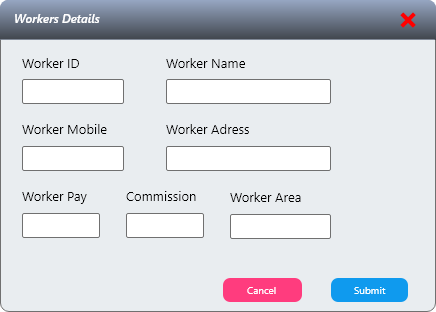 Workers Details
Worker ID Worker Name
Worker Mobile Worker Adress
Worker Pay Commission Worker Area
Cancel Submit